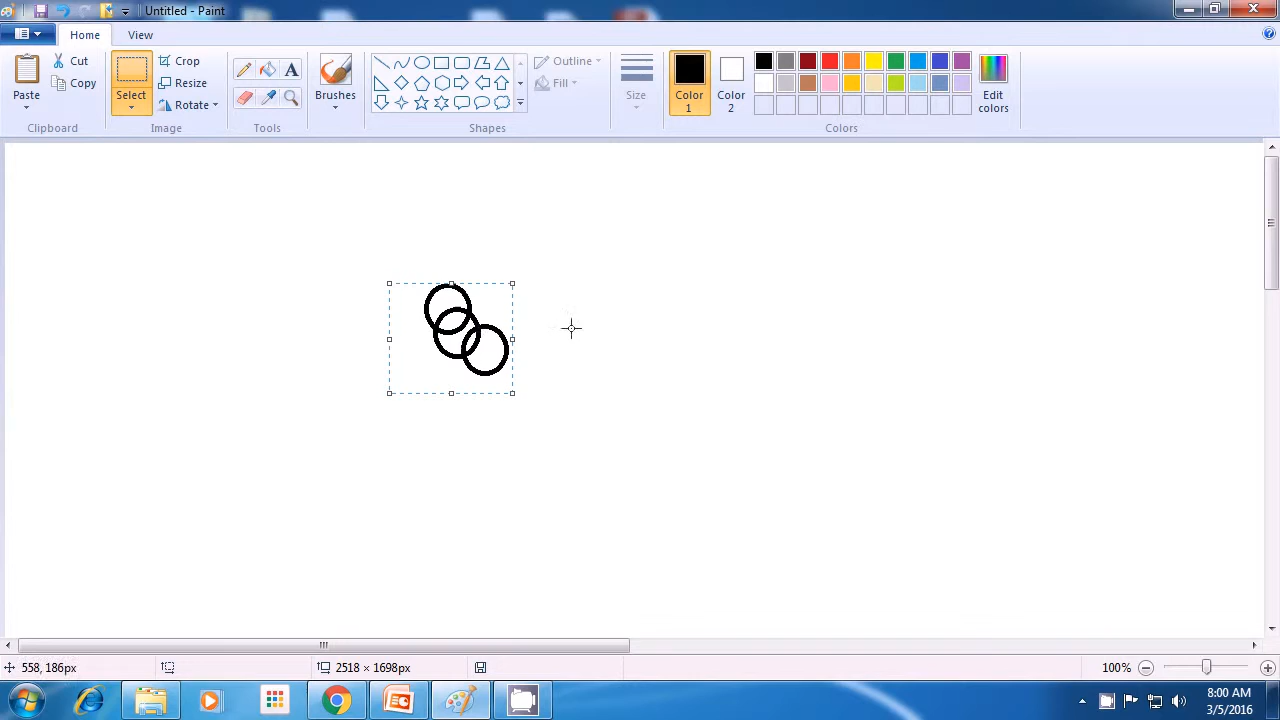 Untitled - Paint
Home View
Paste
Cut
Copy
Clipboard
Select
Crop
Resize
Rotate
Image
A
Tools
Brushes
Shapes
Outline
Fill
Size
Color 1
Color 2
Edit colors
Colors
558, 186px
2518 × 1698px
100%
8:00 AM
3/5/2016